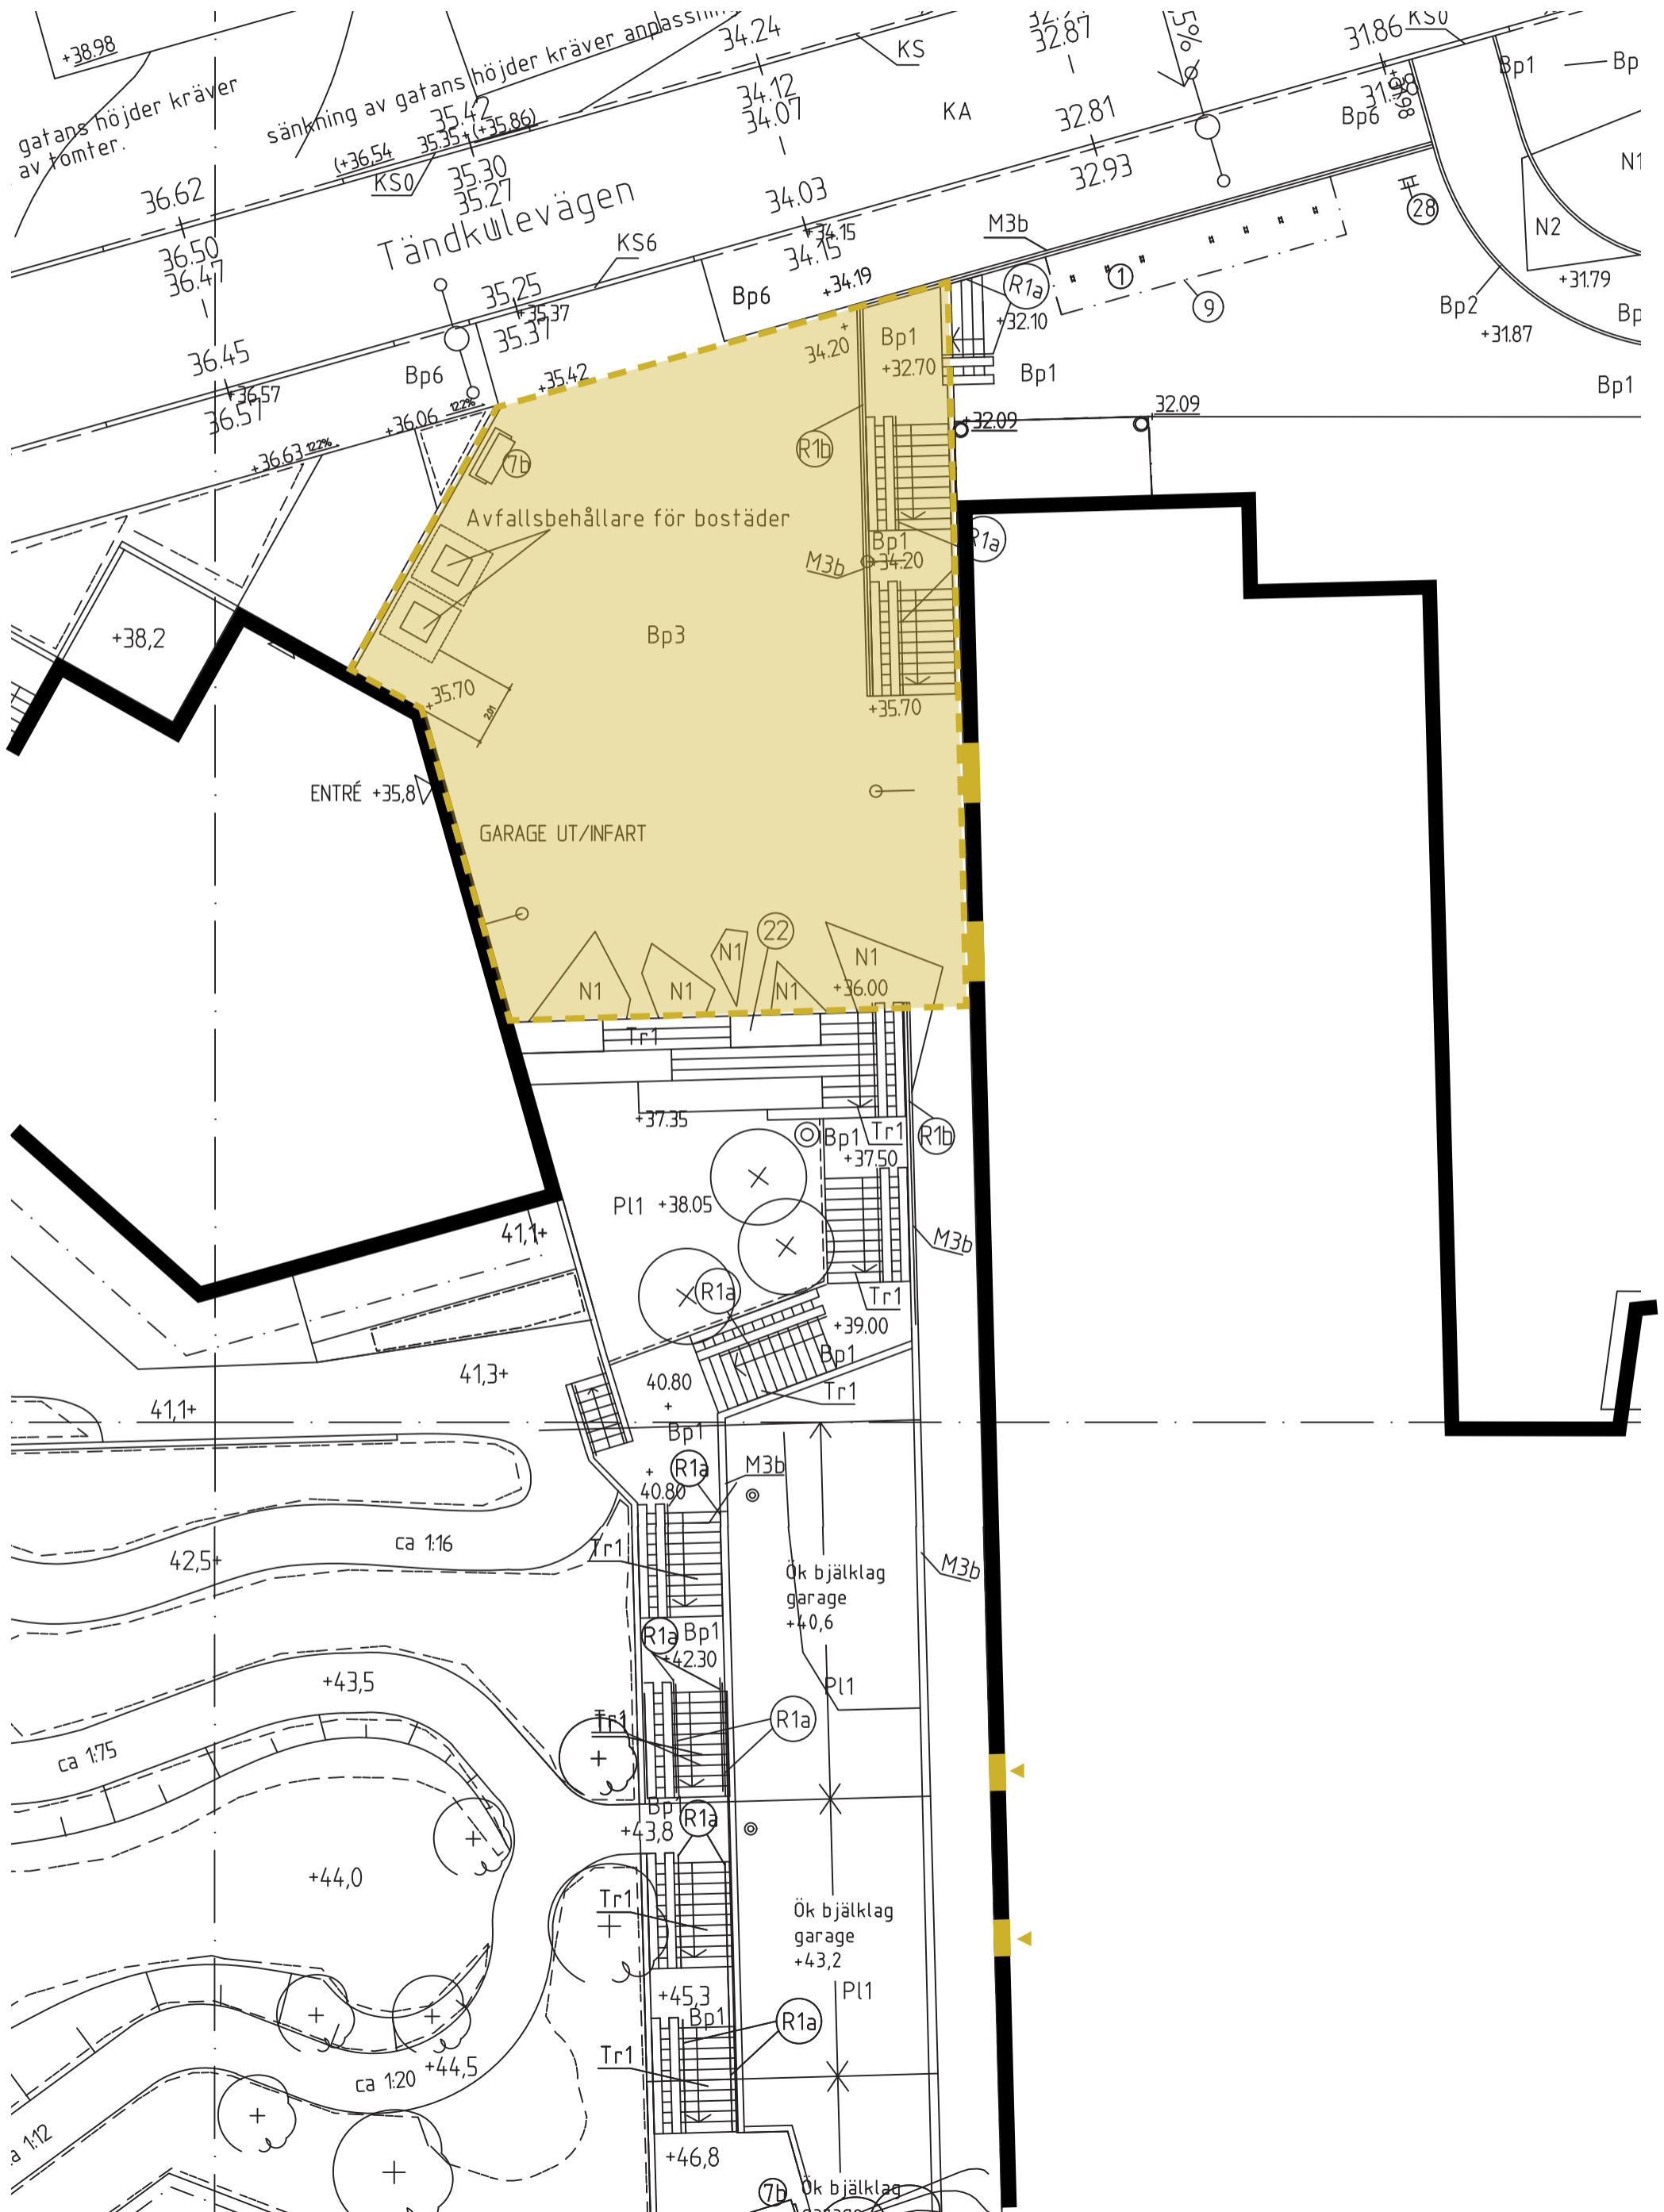 +38.98
gatans höjder kräver
av tomter.
sänkning av gatans höjder kräver
34.24
34.12
34.07
KS
32.87
KA
32.81
32.93
5%
31.86
KS0
Bp1
Bp6
Bp
N1
35.42
35.35+(+35.86)
(+36,54
KS0
35.30
35.27
36.62
36.50
36.47
Tändkulevägen
KS6
34.03
+34.15
34.15
+34.19
M3b
28
N2
+31.79
Bp2
+31.87
Bp
R1a
1
9
+32.10
Bp6
35.25
+35.37
35.37
36.45
+36.57
36.57
Bp6
+35.42
+36.06
12.2%
+36.63
12.2%
34.20
+
Bp1
+32.70
Bp1
Bp1
+32.09
32.09
R1b
7b
Avfallsbehållare för bostäder
Bp1
M3b
34.20
R1a
+38,2
Bp3
+35.70
2.01
+35.70
ENTRÉ +35,8
GARAGE UT/INFART
22
N1
N1
N1
N1
N1
+36.00
Tr1
+37.35
Bp1
Tr1
R1b
+37.50
Pl1 +38.05
41,1+
M3b
R1a
Tr1
+39.00
Bp1
Tr1
41,3+
40.80
+
41,1+
Bp1
R1a
M3b
+
40.80
ca 1:16
42,5+
Tr1
M3b
Ök bjälklag
garage
+40,6
R1a
Bp1
+42.30
+43,5
Pl1
Tr1
R1a
ca 1:75
Bp
R1a
+43,8
+44,0
Tr1
Ök bjälklag
garage
+43,2
+45,3
Pl1
Bp1
R1a
Tr1
+44,5
ca 1:20
a 1:12
+46,8
7b
Ök bjälklag